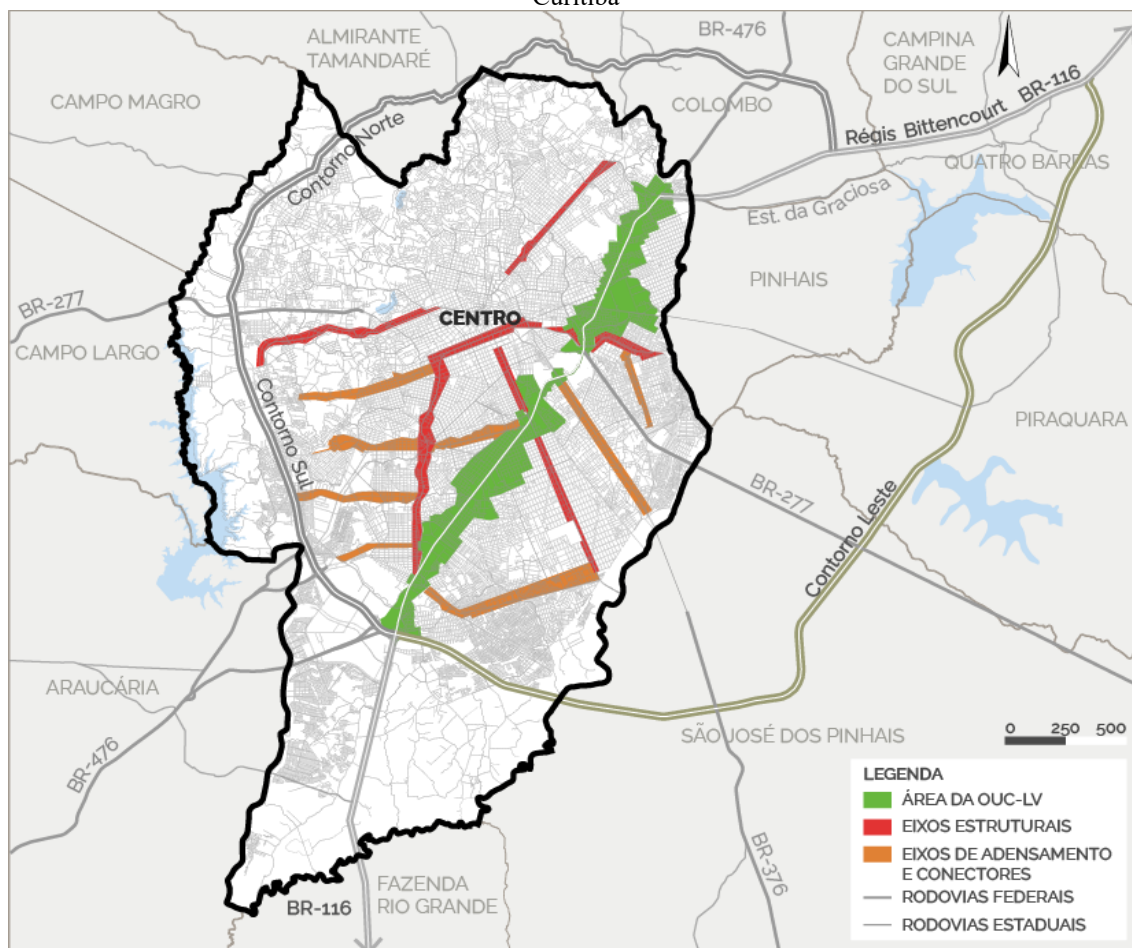 Curitiba
BR-476
ALMIRANTE
TAMANDARÉ
CAMPINA
GRANDE
DO SUL
BR-116
CAMPO MAGRO
COLOMBO
Régis Bittencourt
Contorno Norte
QUATRO BARRAS
Est. da Graciosa
PINHAIS
BR-277
CENTRO
CAMPO LARGO
Contorno Sul
PIRAQUARA
BR-277
Contorno Leste
ARAUCÁRIA
SÃO JOSÉ DOS PINHAIS
0 250 500
BR-476
LEGENDA
ÁREA DA OUC-LV
EIXOS ESTRUTURAIS
EIXOS DE ADENSAMENTO
E CONECTORES
RODOVIAS FEDERAIS
RODOVIAS ESTADUAIS
BR-376
FAZENDA
RIO GRANDE
BR-116